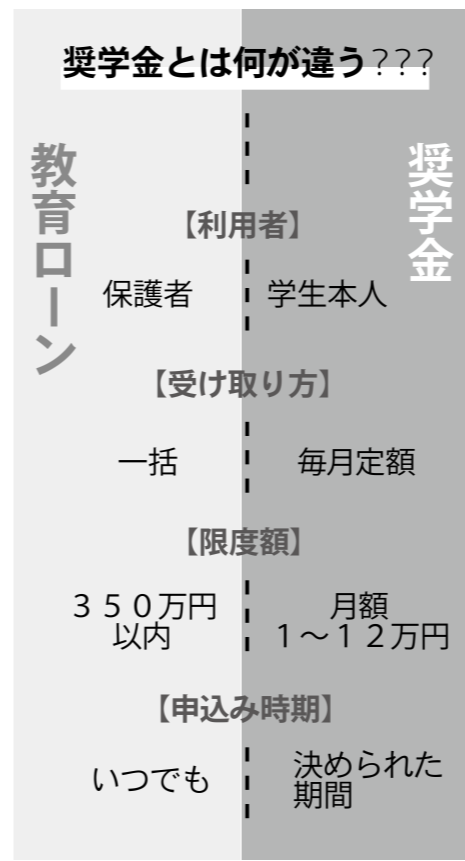 奨学金とは何が違う???
教育ローン
奨学金
【利用者】
保護者
学生本人
【受け取り方】
一括
毎月定額
【限度額】
３５０万円
以内
月額
１～１２万円
【申込み時期】
いつでも
決められた
期間